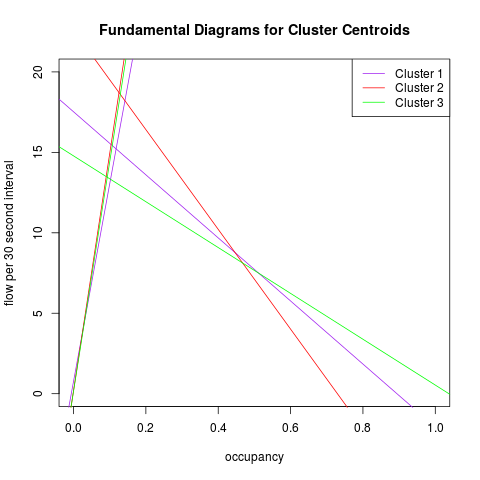 Fundamental Diagrams for Cluster Centroids
Cluster 1
Cluster 2
Cluster 3
flow per 30 second interval
20
15
10
5
0
0.0 0.2 0.4 0.6 0.8 1.0
occupancy